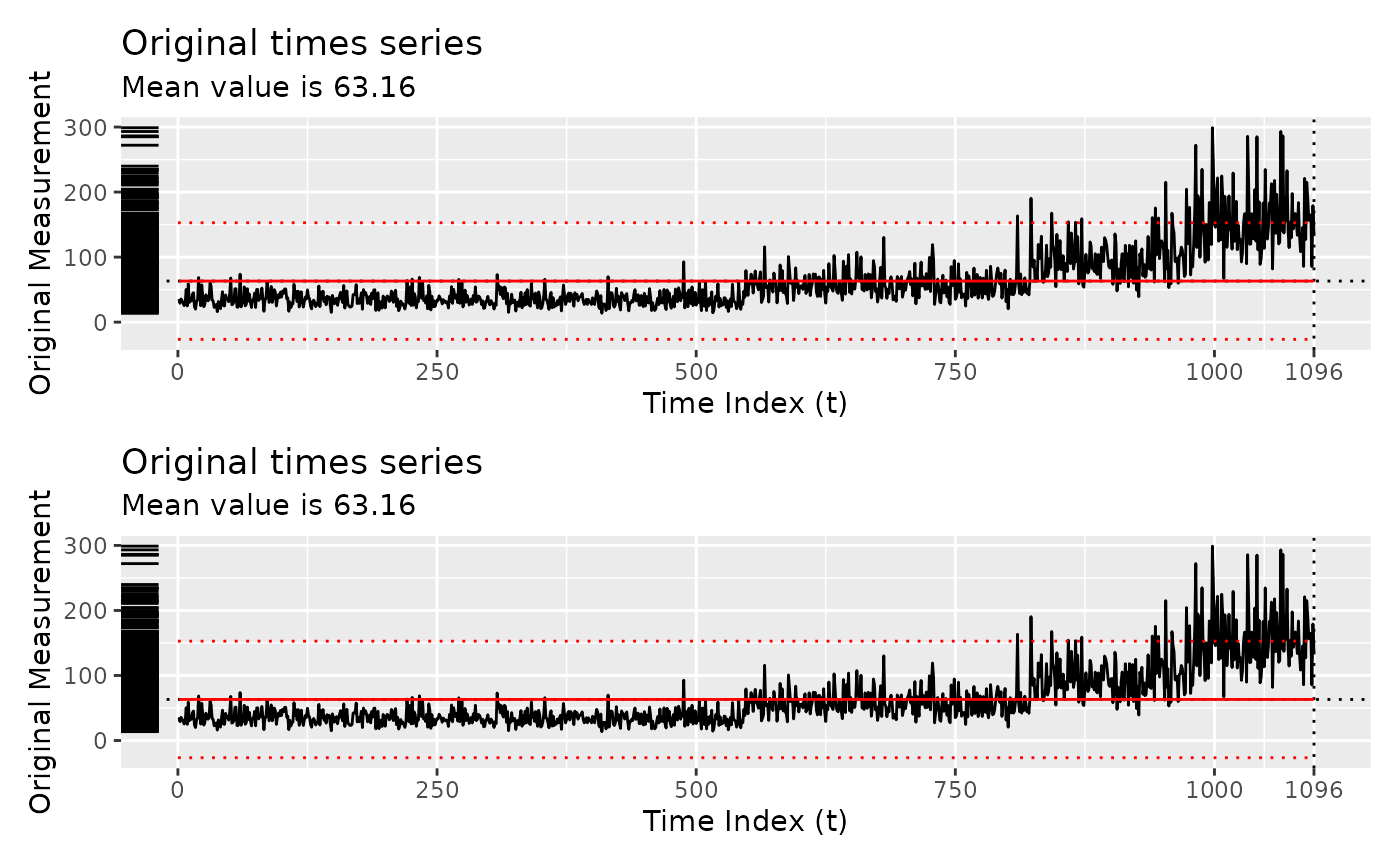 Original times series
Mean value is 63.16
Original Measurement
300
200
100
0
0 250 500 750 1000 1096
Time Index (t)
Original times series
Mean value is 63.16
Original Measurement
300
200
100
0
0 250 500 750 1000 1096
Time Index (t)